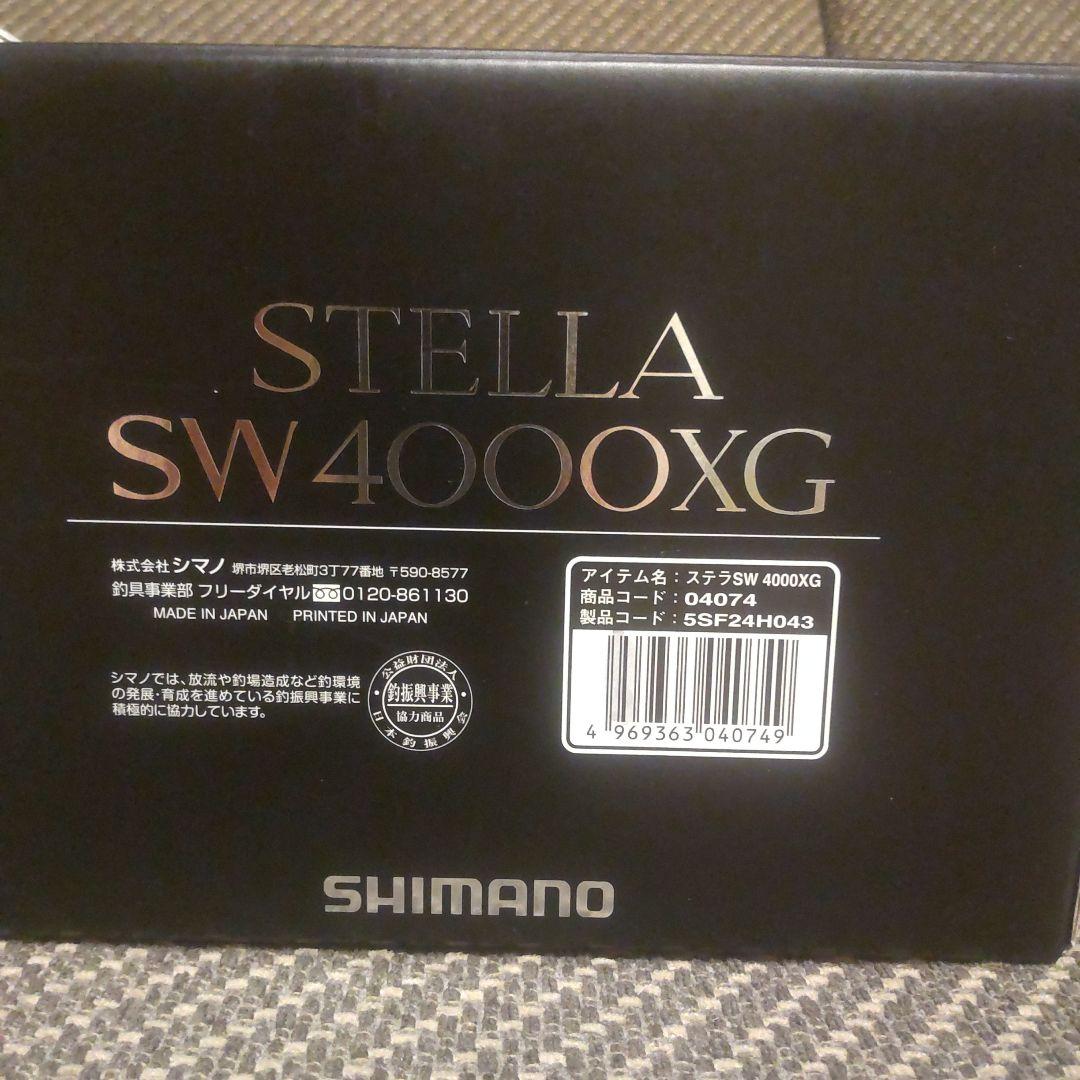 STELLA
SW4000XG
株式会社シマノ 堺市堺区老松町3丁77番地 〒590-8577
釣具事業部 フリーダイヤル 0120-861130
MADE IN JAPAN PRINTED IN JAPAN
シマノでは、放流や釣場造成など釣環境
の発展・育成を進めている釣振興事業に
積極的に協力しています。
公益財団法人
釣振興事業
協力商品
日本釣振興会
アイテム名：ステラSW 4000XG
商品コード：04074
製品コード：5SF24H043
4 969363 040749
SHIMANO